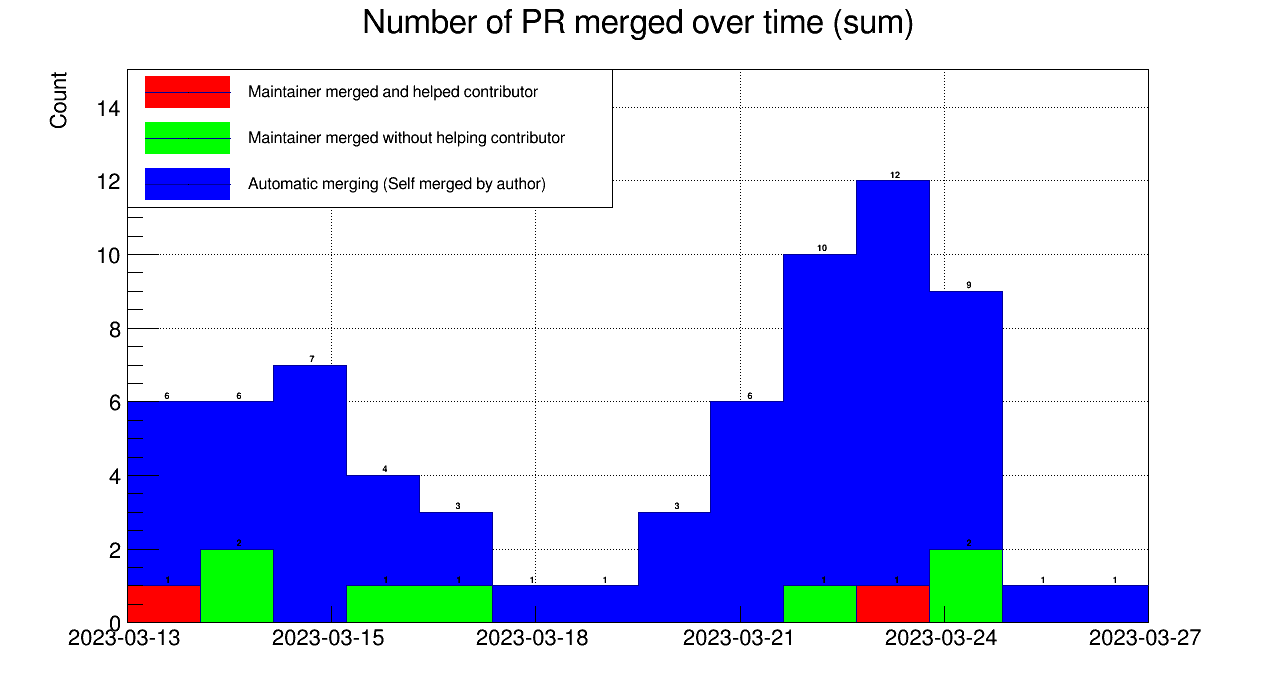 Number of PR merged over time (sum)
Count
Maintainer merged and helped contributor
Maintainer merged without helping contributor
Automatic merging (Self merged by author)
14
12
10
8
6
4
2
0
6 6 7 4 3 1 1 3 6 10 12 9 1 1
1 2 1 1 1 1 2
2023-03-13 2023-03-15 2023-03-18 2023-03-21 2023-03-24 2023-03-27